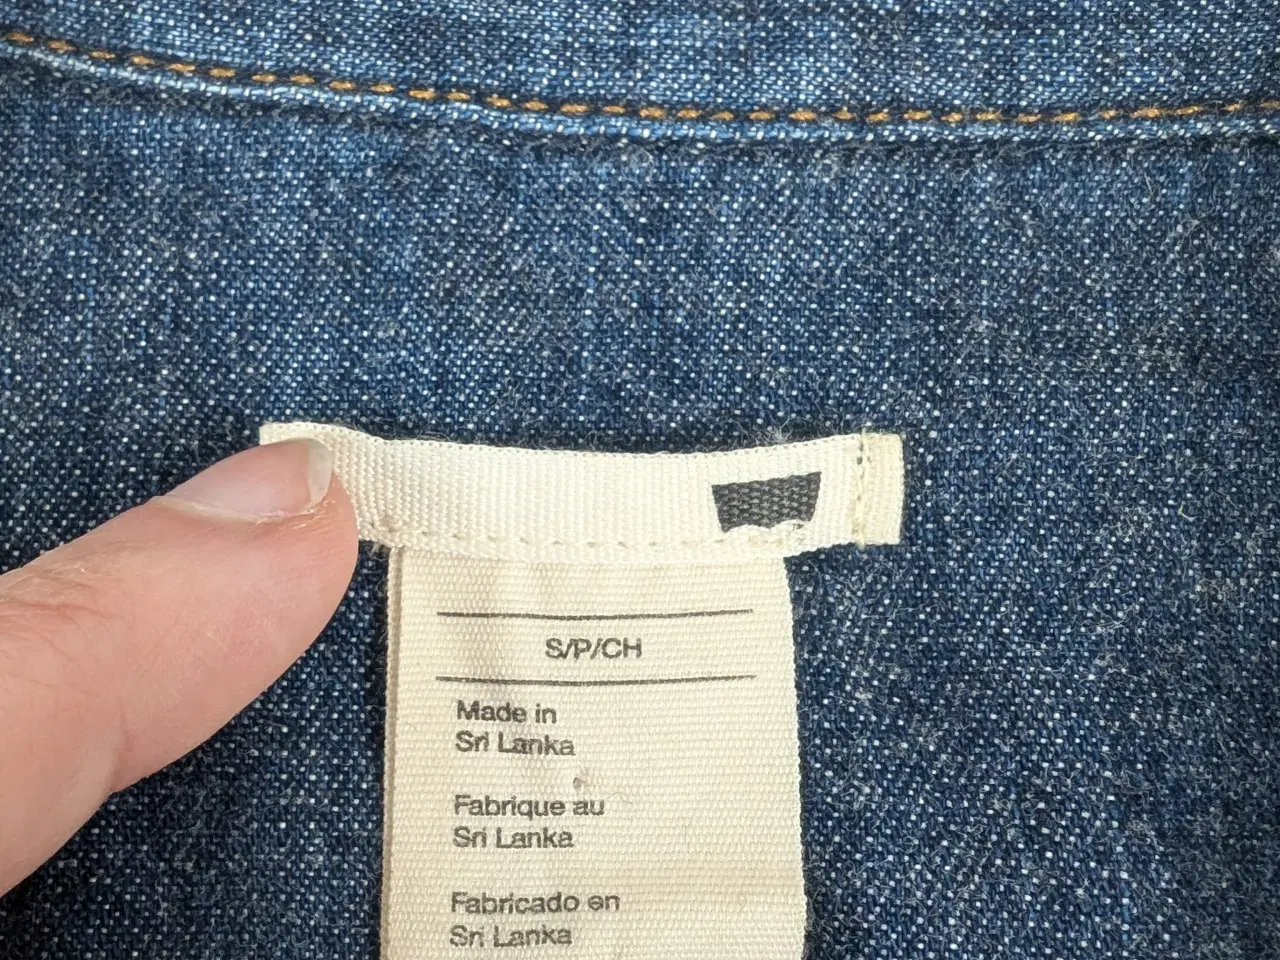 S/P/CH
Made in
Sri Lanka
Fabrique au
Sri Lanka
Fabricado en
Sri Lanka